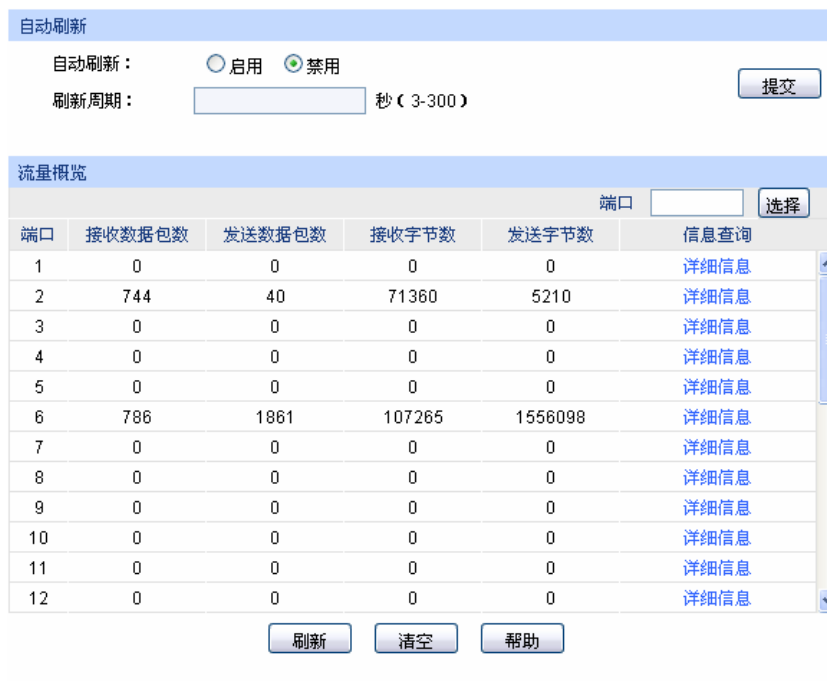 自动刷新
自动刷新： 启用 禁用
刷新周期： 秒（3-300） 提交
流量概览
端口 选择
端口 接收数据包数 发送数据包数 接收字节数 发送字节数 信息查询
1 0 0 0 0 详细信息
2 744 40 71360 5210 详细信息
3 0 0 0 0 详细信息
4 0 0 0 0 详细信息
5 0 0 0 0 详细信息
6 786 1861 107265 1556098 详细信息
7 0 0 0 0 详细信息
8 0 0 0 0 详细信息
9 0 0 0 0 详细信息
10 0 0 0 0 详细信息
11 0 0 0 0 详细信息
12 0 0 0 0 详细信息
刷新 清空 帮助